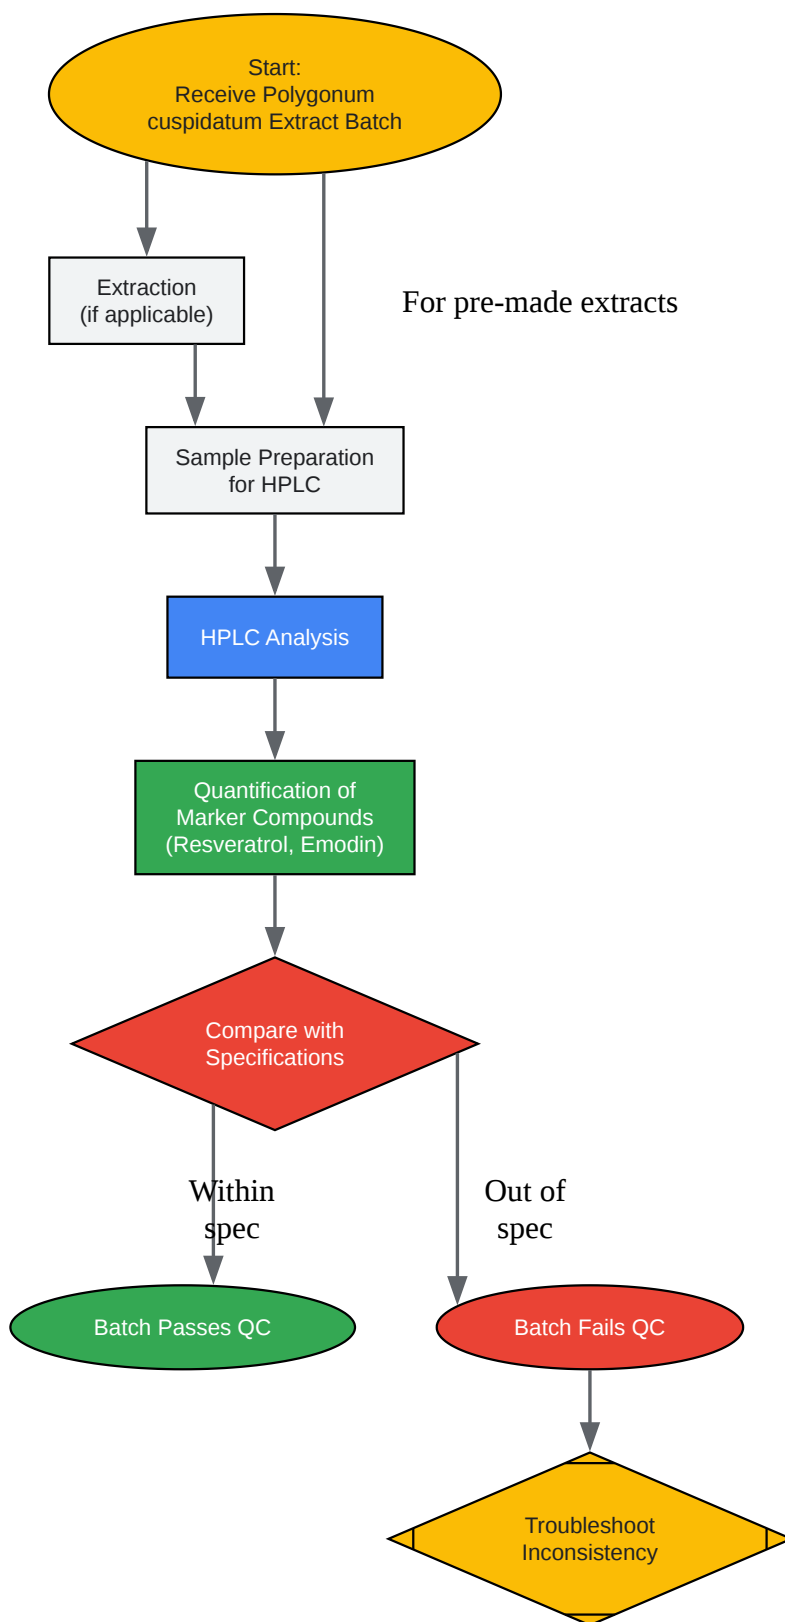 Start:
Receive Polygonum
cuspidatum Extract Batch
Extraction
(if applicable)
For pre-made extracts
Sample Preparation
for HPLC
HPLC Analysis
Quantification of
Marker Compounds
(Resveratrol, Emodin)
Compare with
Specifications
Within
spec
Out of
spec
Batch Passes QC
Batch Fails QC
Troubleshoot
Inconsistency